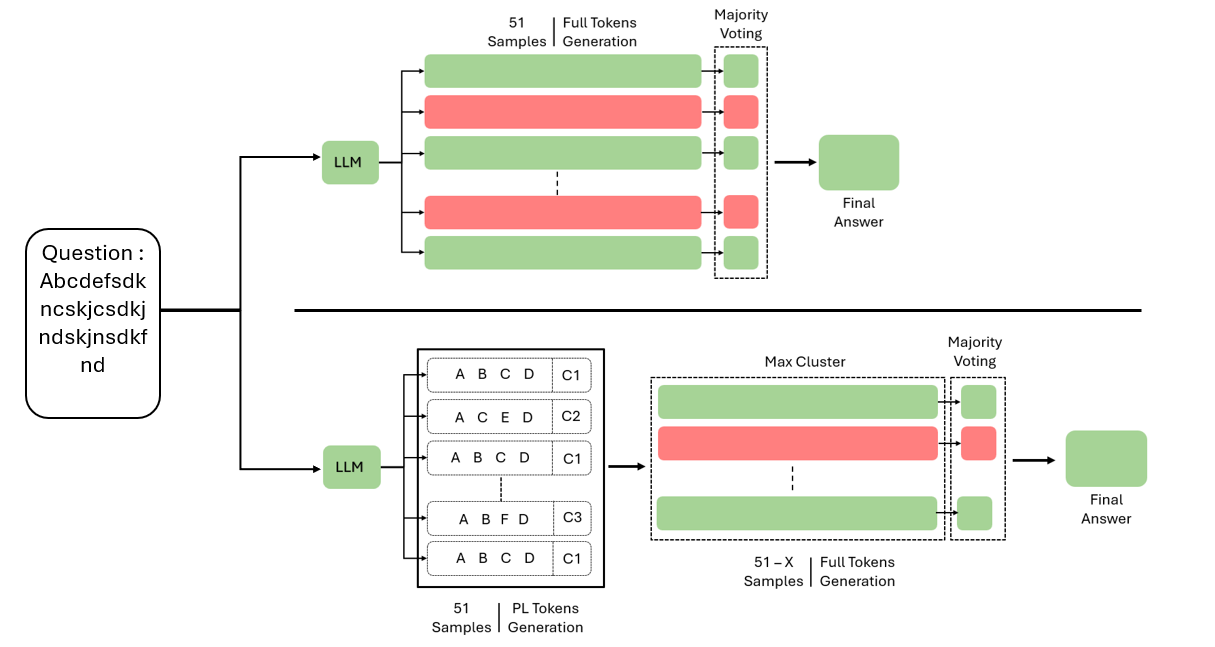 51
Samples
Full Tokens
Generation
Majority
Voting
LLM
Final
Answer
Question :
Abcdefsdk
ncskjcsdkj
ndskjnsdkf
nd
LLM
A B C D C1
A C E D C2
A B C D C1
A B F D C3
A B C D C1
51
Samples
PL Tokens
Generation
Max Cluster
Majority
Voting
51 – X
Samples
Full Tokens
Generation
Final
Answer